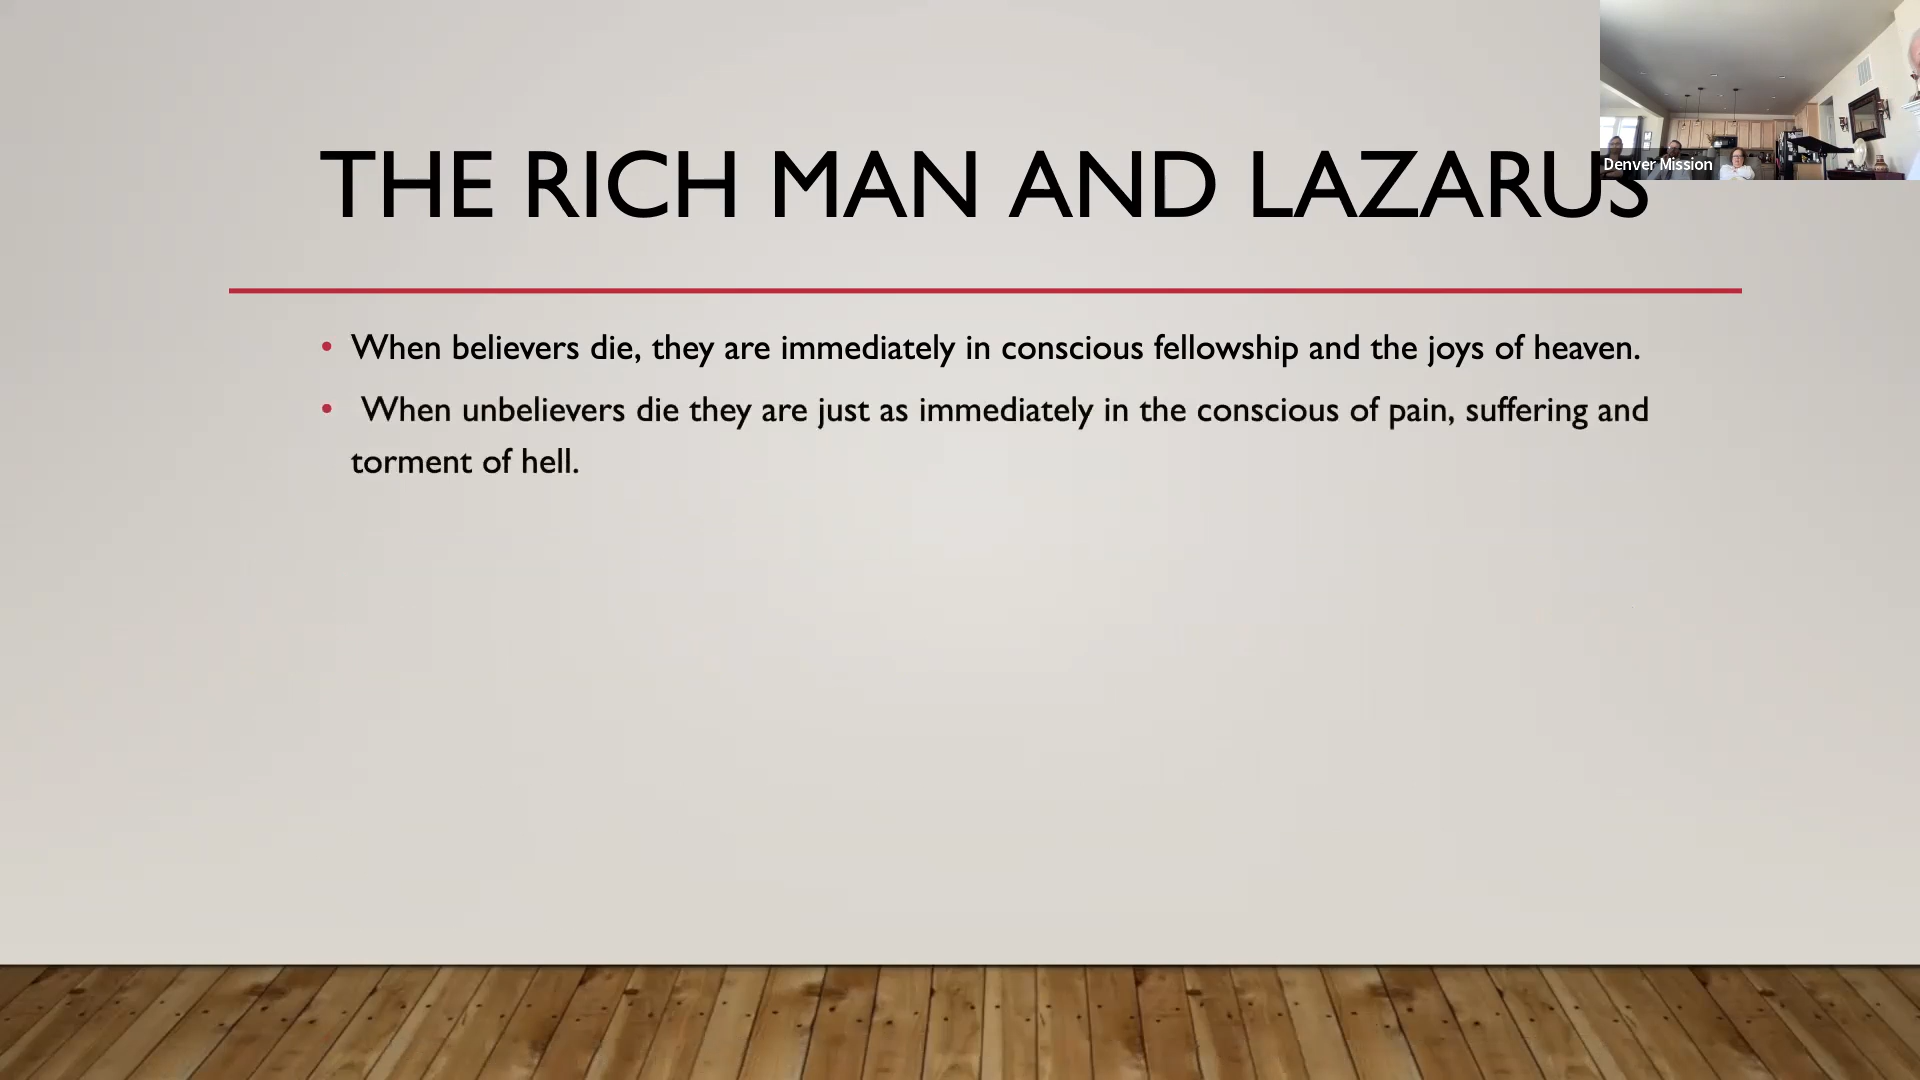 THE RICH MAN AND LAZARUS
Denver Mission
• When believers die, they are immediately in conscious fellowship and the joys of heaven.
• When unbelievers die they are just as immediately in the conscious of pain, suffering and
torment of hell.